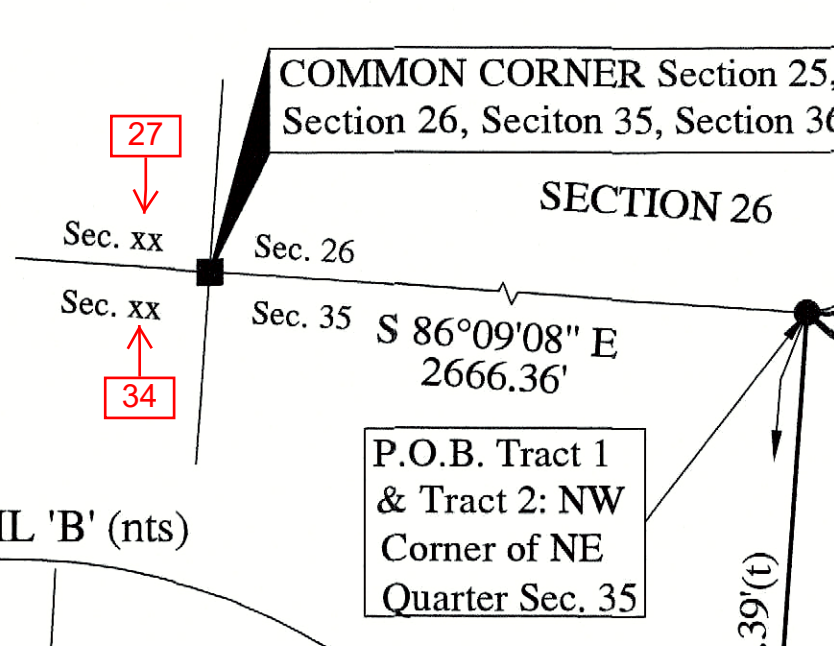 COMMON CORNER Section 25,
Section 26, Seciton 35, Section 36
27
SECTION 26
Sec. xx
Sec. 26
Sec. xx
Sec. 35
S 86°09'08" E
2666.36'
34
P.O.B. Tract 1
& Tract 2: NW
Corner of NE
Quarter Sec. 35
IL 'B' (nts)
.39'(t)